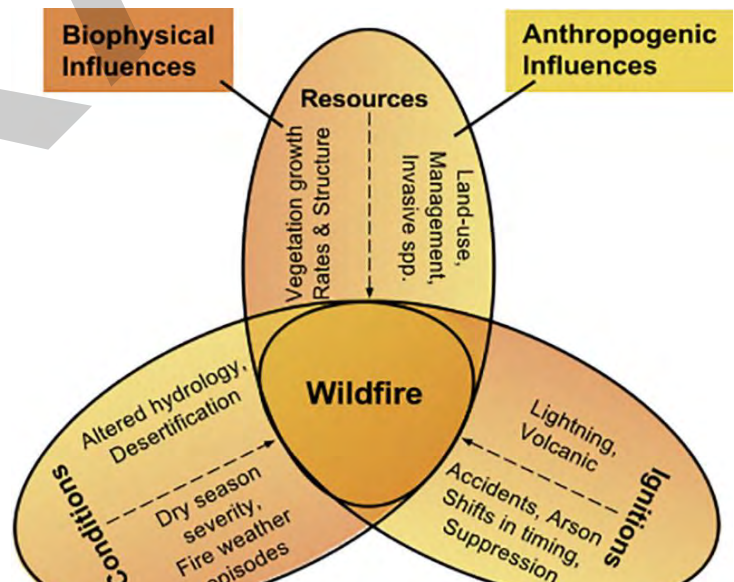 Biophysical
Influences
Anthropogenic
Influences
Resources
Vegetation growth
Rates & Structure
Land-use,
Management,
Invasive spp.
Wildfire
Altered hydrology,
Desertification
Conditions
Dry season
severity,
Fire weather
episodes
Lightning,
Volcanic
Ignitions
Accidents, Arson
Shifts in timing,
Suppression